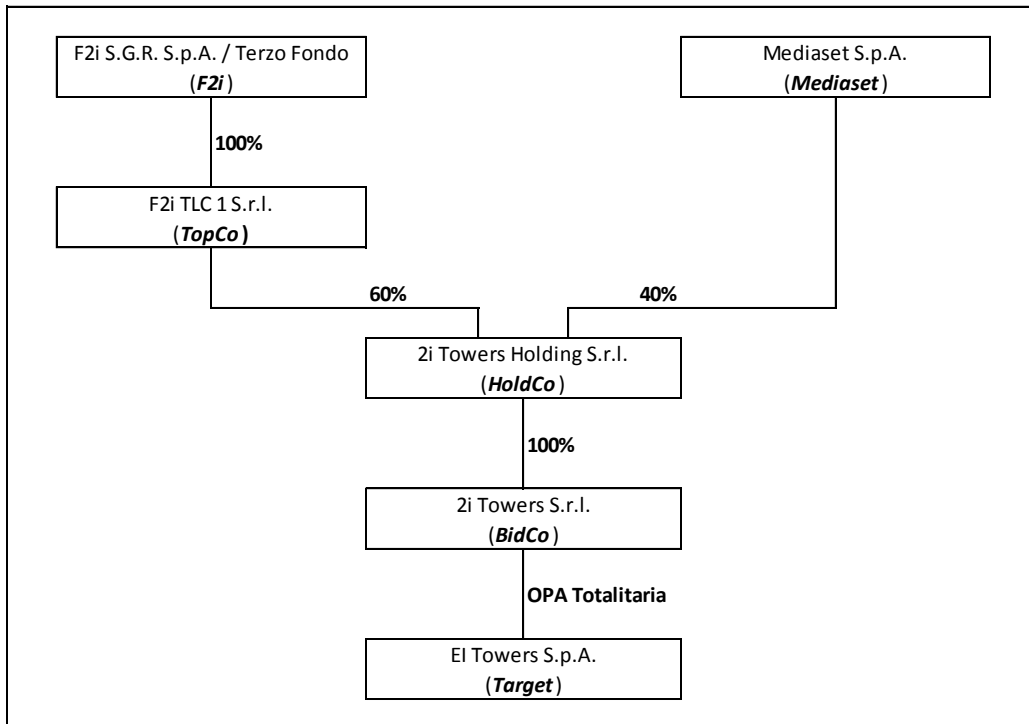 F2i S.G.R. S.p.A. / Terzo Fondo
(F2i)
Mediaset S.p.A.
(Mediaset)
100%
F2i TLC 1 S.r.l.
(TopCo)
60%
40%
2i Towers Holding S.r.l.
(HoldCo)
100%
2i Towers S.r.l.
(BidCo)
OPA Totalitaria
EI Towers S.p.A.
(Target)